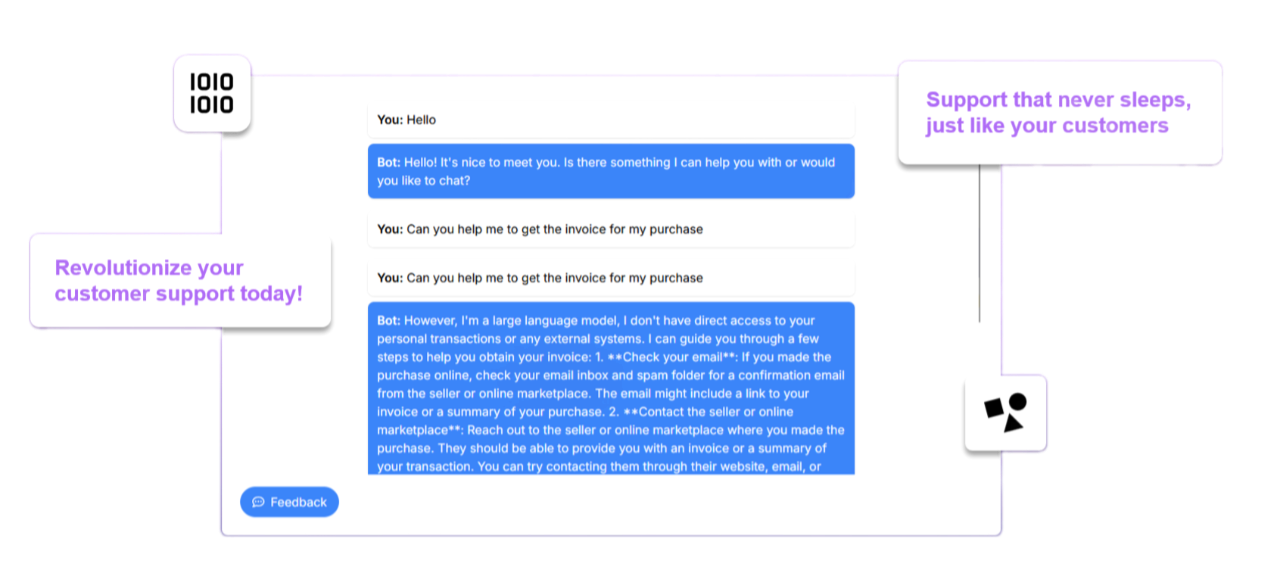 IOIO
IOIO
Support that never sleeps,
just like your customers
You: Hello
Bot: Hello! It's nice to meet you. Is there something I can help you with or would
you like to chat?
You: Can you help me to get the invoice for my purchase
Revolutionize your
customer support today!
You: Can you help me to get the invoice for my purchase
Bot: However, I'm a large language model, I don't have direct access to your
personal transactions or any external systems. I can guide you through a few
steps to help you obtain your invoice: 1. **Check your email**: If you made the
purchase online, check your email inbox and spam folder for a confirmation email
from the seller or online marketplace. The email might include a link to your
invoice or a summary of your purchase. 2. **Contact the seller or online
marketplace**: Reach out to the seller or online marketplace where you made the
purchase. They should be able to provide you with an invoice or a summary of
your transaction. You can try contacting them through their website, email, or
Feedback